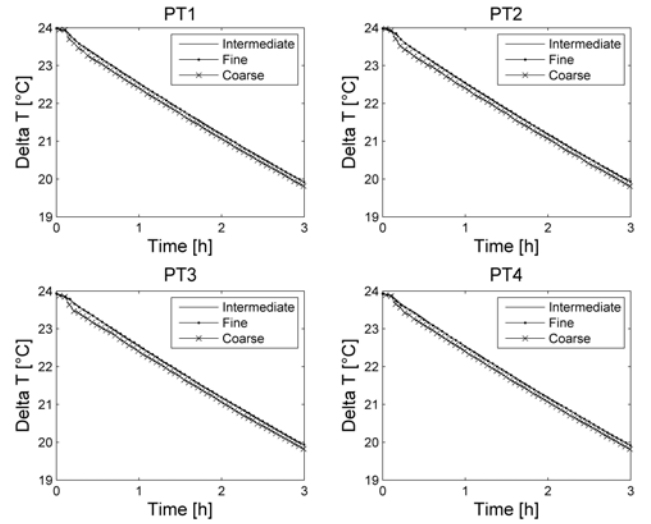 PT1
24
23
22
21
20
19
0
1
2
3
Delta T [°C]
Time [h]
Intermediate
Fine
Coarse
PT2
24
23
22
21
20
19
0
1
2
3
Delta T [°C]
Time [h]
Intermediate
Fine
Coarse
PT3
24
23
22
21
20
19
0
1
2
3
Delta T [°C]
Time [h]
Intermediate
Fine
Coarse
PT4
24
23
22
21
20
19
0
1
2
3
Delta T [°C]
Time [h]
Intermediate
Fine
Coarse